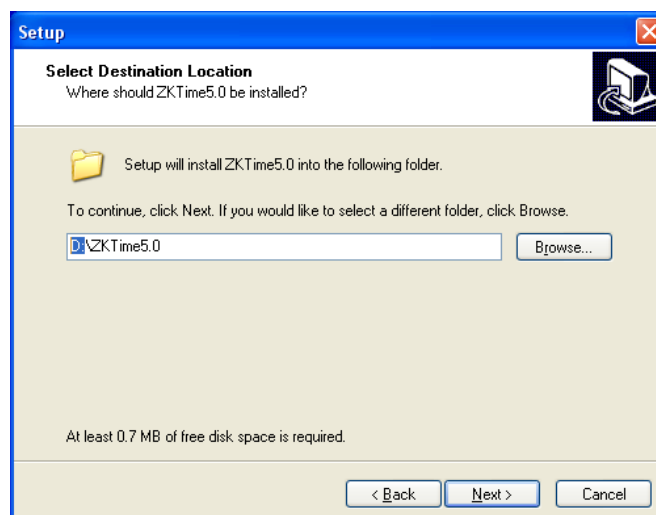 Setup
Select Destination Location
Where should ZKTime5.0 be installed?
Setup will install ZKTime5.0 into the following folder.
To continue, click Next. If you would like to select a different folder, click Browse.
D:\ZKTime5.0
Browse...
At least 0.7 MB of free disk space is required.
< Back
Next >
Cancel